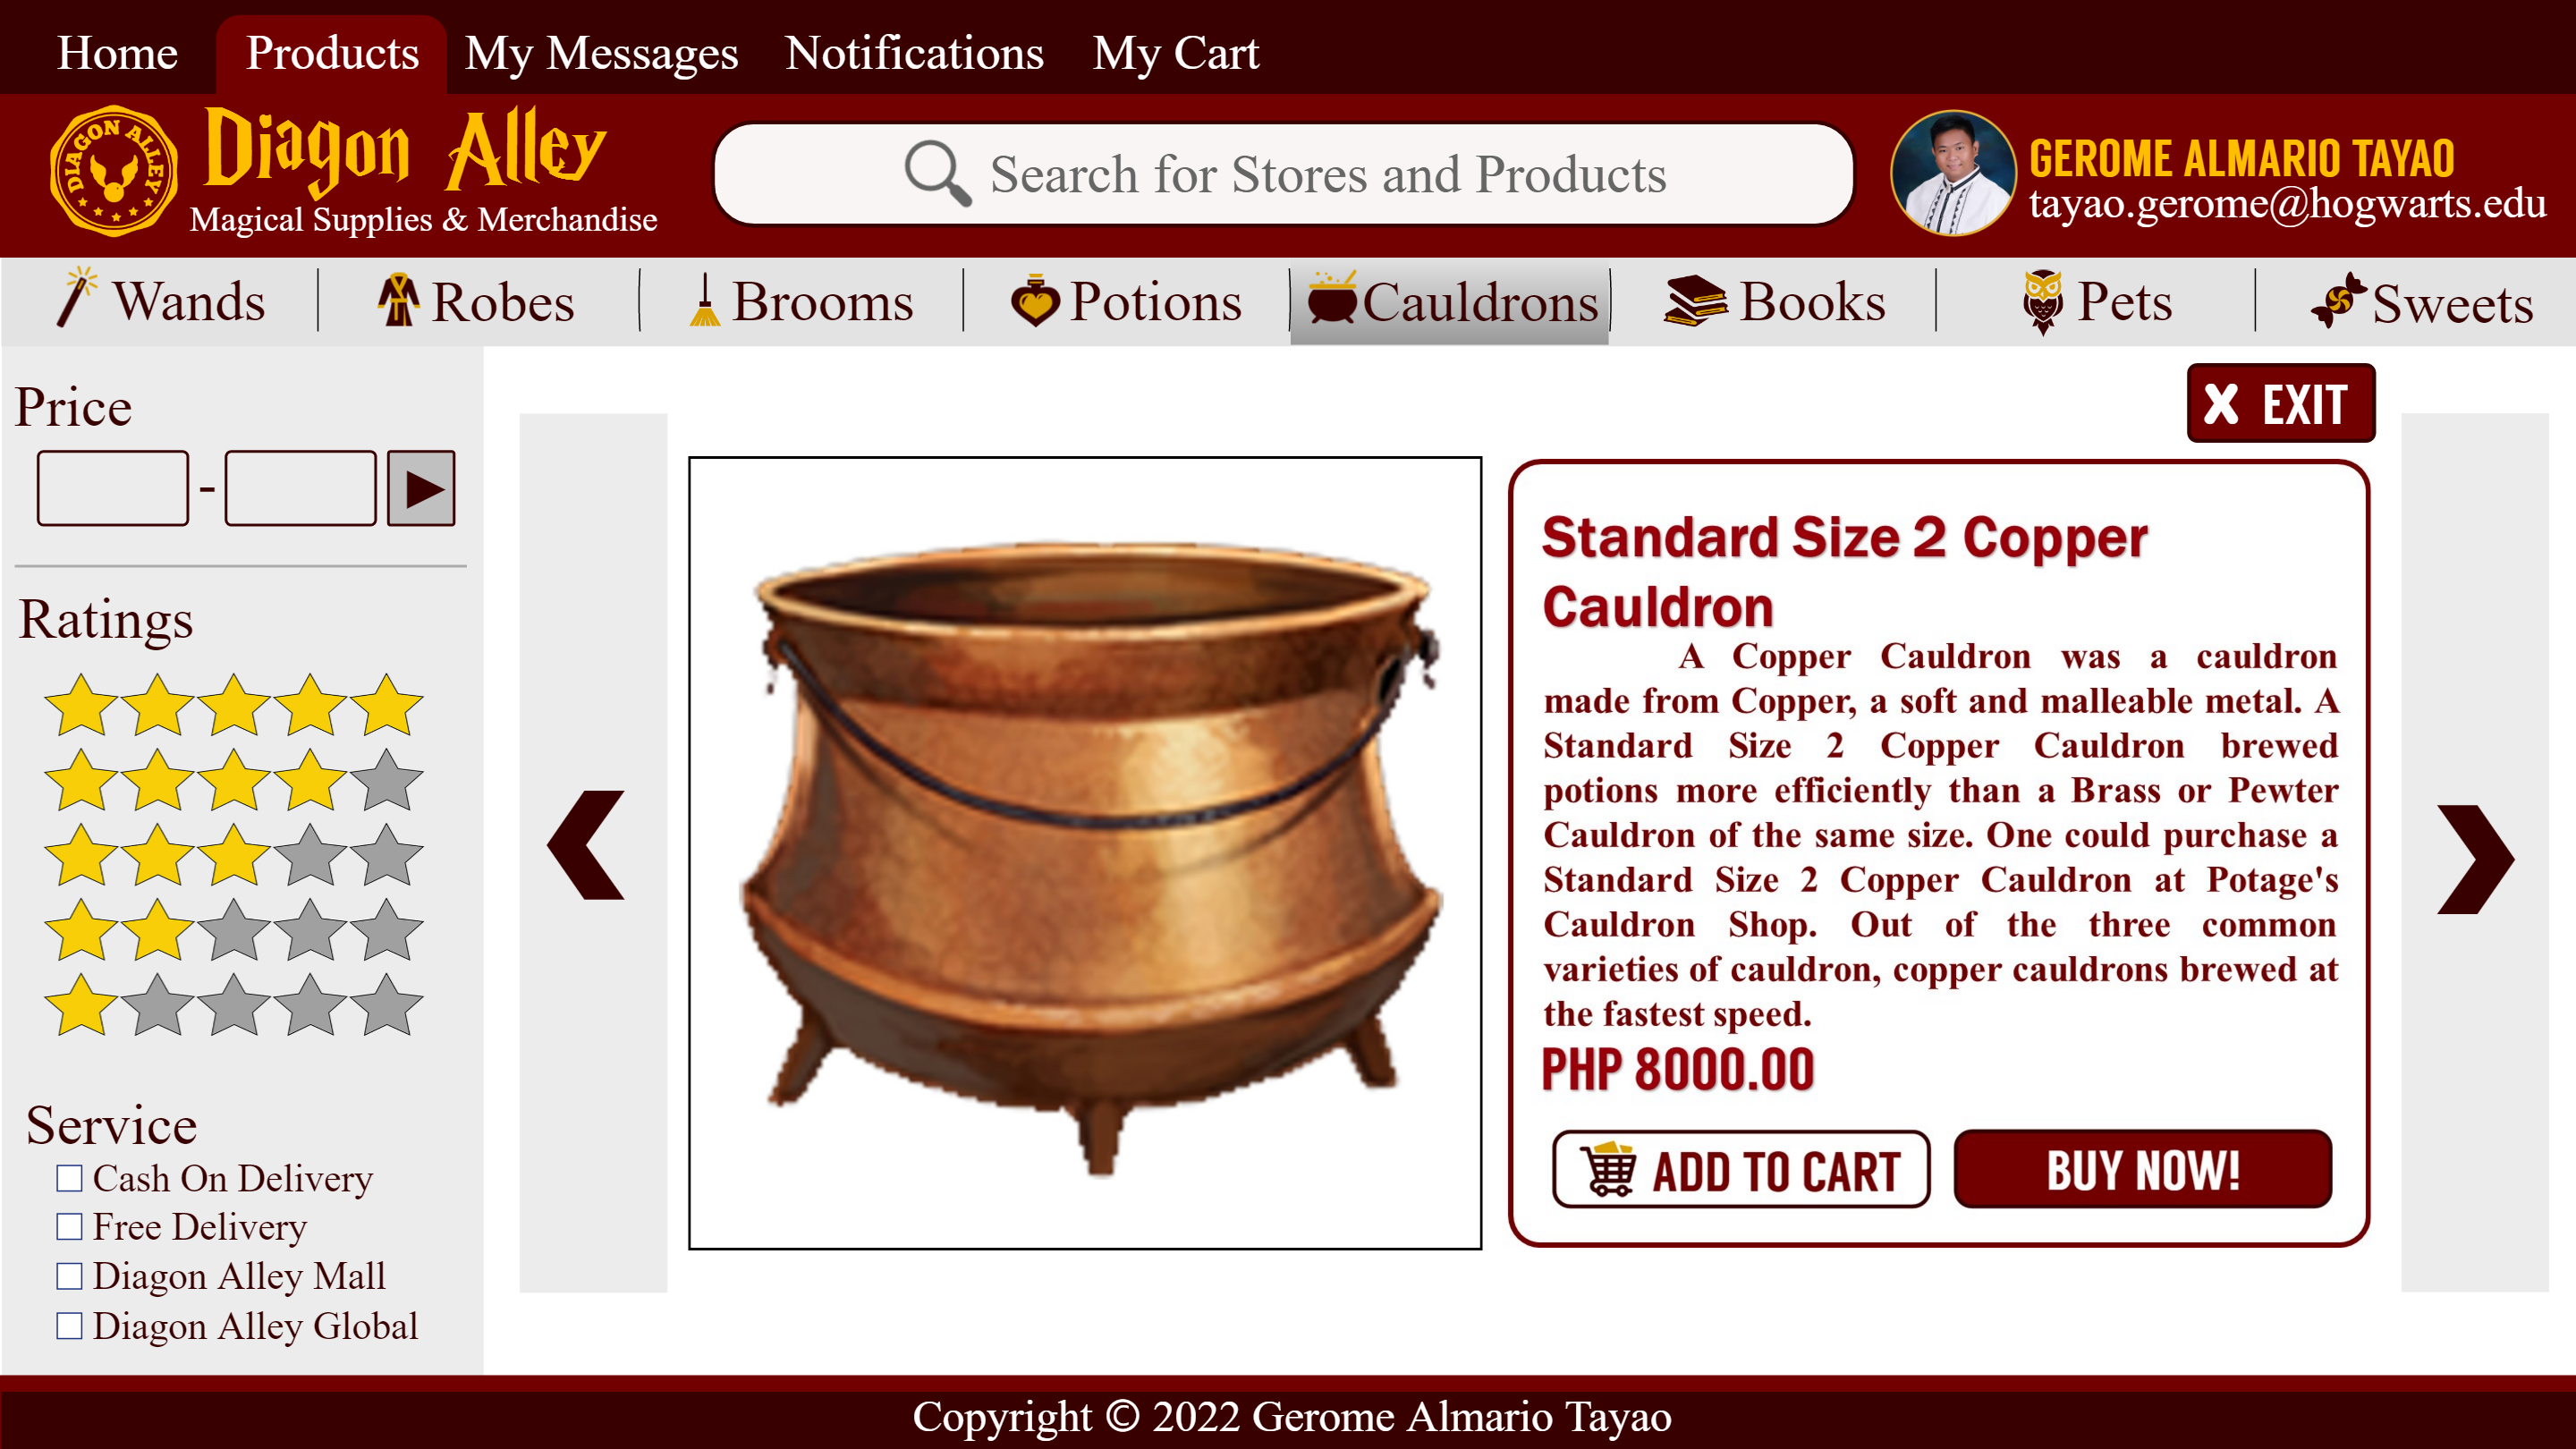 Home Products My Messages Notifications My Cart
DIAGON ALLEY
Diagon Alley
Magical Supplies & Merchandise
Search for Stores and Products
GEROME ALMARIO TAYAO
tayao.gerome@hogwarts.edu
Wands Robes Brooms Potions Cauldrons Books Pets Sweets
Price
-
Ratings
Service
Cash On Delivery
Free Delivery
Diagon Alley Mall
Diagon Alley Global
X EXIT
Standard Size 2 Copper
Cauldron
A Copper Cauldron was a cauldron
made from Copper, a soft and malleable metal. A
Standard Size 2 Copper Cauldron brewed
potions more efficiently than a Brass or Pewter
Cauldron of the same size. One could purchase a
Standard Size 2 Copper Cauldron at Potage's
Cauldron Shop. Out of the three common
varieties of cauldron, copper cauldrons brewed at
the fastest speed.
PHP 8000.00
ADD TO CART
BUY NOW!
Copyright © 2022 Gerome Almario Tayao